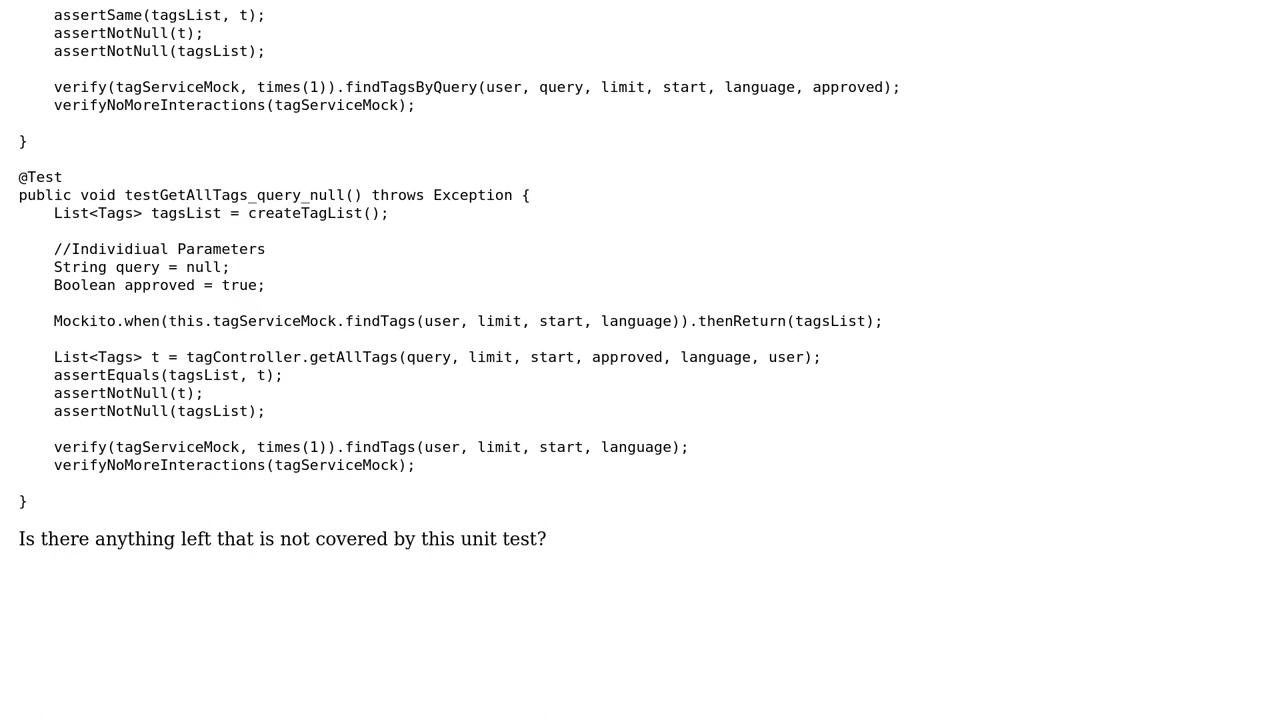 assertSame(tagsList, t);
assertNotNull(t);
assertNotNull(tagsList);
verify(tagServiceMock, times(1)).findTagsByQuery(user, query, limit, start, language, approved);
verifyNoMoreInteractions(tagServiceMock);
}
@Test
public void testGetAllTags_query_null() throws Exception {
List<Tags> tagsList = createTagList();
//Individiual Parameters
String query = null;
Boolean approved = true;
Mockito.when(this.tagServiceMock.findTags(user, limit, start, language)).thenReturn(tagsList);
List<Tags> t = tagController.getAllTags(query, limit, start, approved, language, user);
assertEquals(tagsList, t);
assertNotNull(t);
assertNotNull(tagsList);
verify(tagServiceMock, times(1)).findTags(user, limit, start, language);
verifyNoMoreInteractions(tagServiceMock);
}
Is there anything left that is not covered by this unit test?